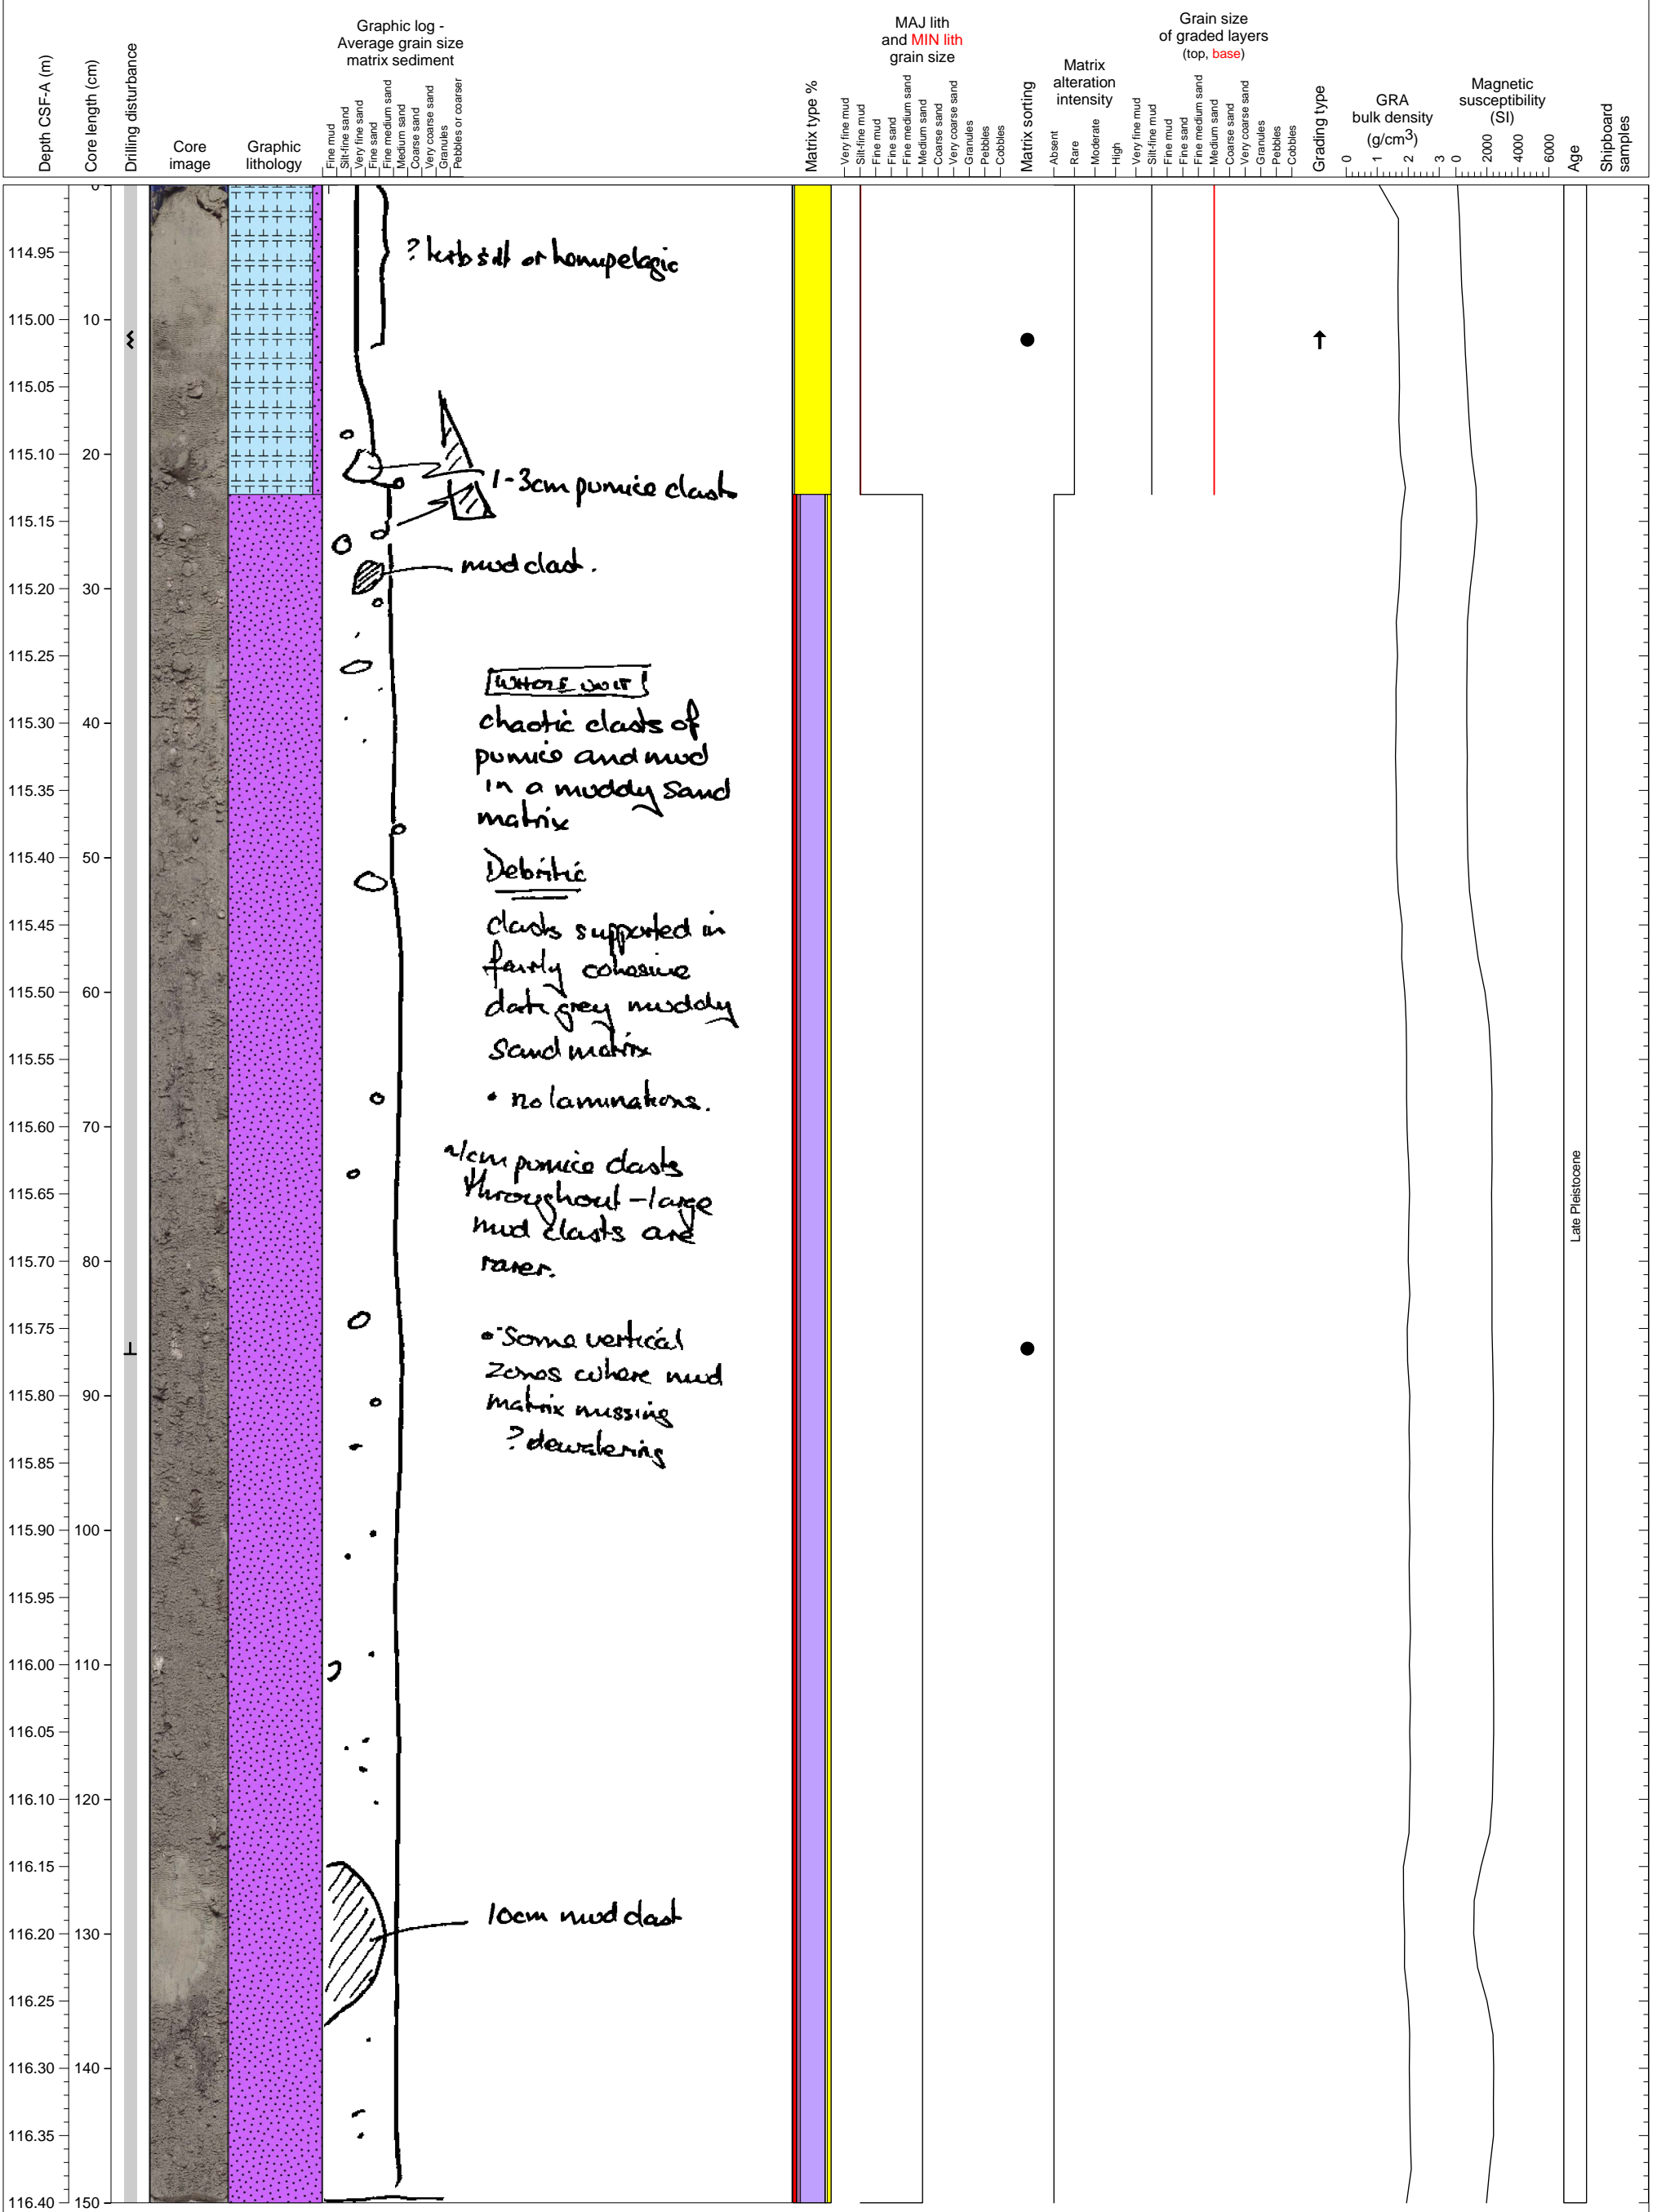 Depth CSF-A (m)
Core length (cm)
Drilling disturbance
Core
image
Graphic
lithology
Graphic log -
Average grain size
matrix sediment
Fine mud
Silt-fine sand
Very fine sand
Fine sand
Fine medium sand
Medium sand
Coarse sand
Very coarse sand
Granules
Pebbles or coarser
Matrix type %
MAJ lith
and MIN lith
grain size
Very fine mud
Silt-fine mud
Fine mud
Fine sand
Fine medium sand
Medium sand
Coarse sand
Very coarse sand
Granules
Pebbles
Cobbles
Matrix sorting
Matrix
alteration
intensity
Absent
Rare
Moderate
High
Grain size
of graded layers
(top, base)
Very fine mud
Silt-fine mud
Fine mud
Fine sand
Fine medium sand
Medium sand
Coarse sand
Very coarse sand
Granules
Pebbles
Cobbles
Grading type
GRA
bulk density
(g/cm3)
0 1 2 3
Magnetic
susceptibility
(SI)
0 2000 4000 6000
Age
Shipboard
samples
0
114.95
115.00 10
115.05
115.10 20
115.15
115.20 30
115.25
115.30 40
115.35
115.40 50
115.45
115.50 60
115.55
115.60 70
115.65
115.70 80
115.75
115.80 90
115.85
115.90 100
115.95
116.00 110
116.05
116.10 120
116.15
116.20 130
116.25
116.30 140
116.35
116.40 150
? or hemipelagic
1-3cm pumice clasts
mud clast.
WHOLE UNIT
chaotic clasts of
pumice and mud
in a muddy sand
matrix
Debritic
clasts supported in
fairly cohesive
dark grey muddy
sand matrix
• no laminations.
~1cm pumice clasts
throughout - large
mud clasts are
rarer.
• Some vertical
zones where mud
matrix missing
? dewatering
10cm mud clast
Late Pleistocene